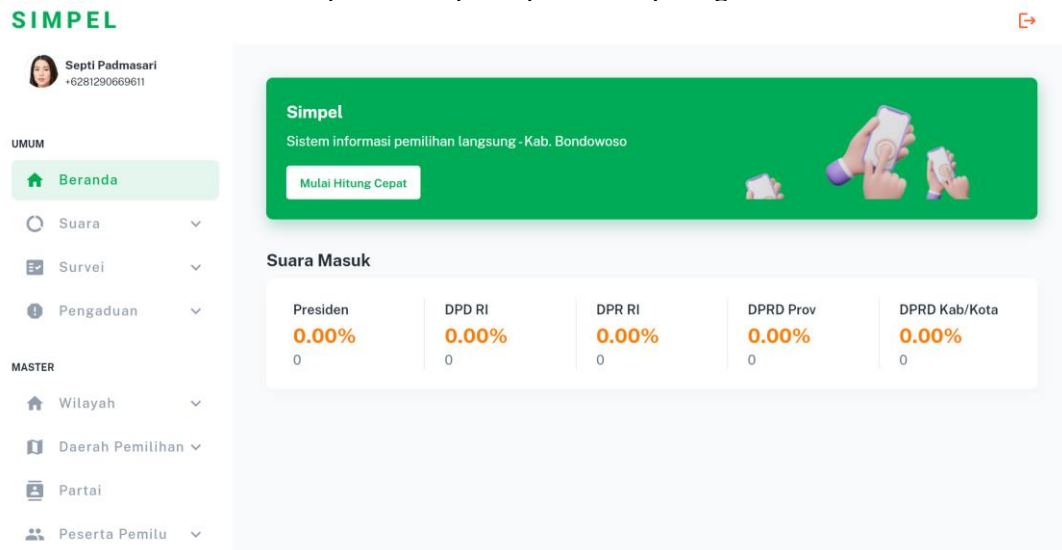 SIMPEL
Septi Padmasari
+6281290669611
UMUM
Beranda
Suara
Survei
Pengaduan
MASTER
Wilayah
Daerah Pemilihan
Partai
Peserta Pemilu
Simpel
Sistem informasi pemilihan langsung - Kab. Bondowoso
Mulai Hitung Cepat
Suara Masuk
Presiden
0.00%
0
DPD RI
0.00%
0
DPR RI
0.00%
0
DPRD Prov
0.00%
0
DPRD Kab/Kota
0.00%
0